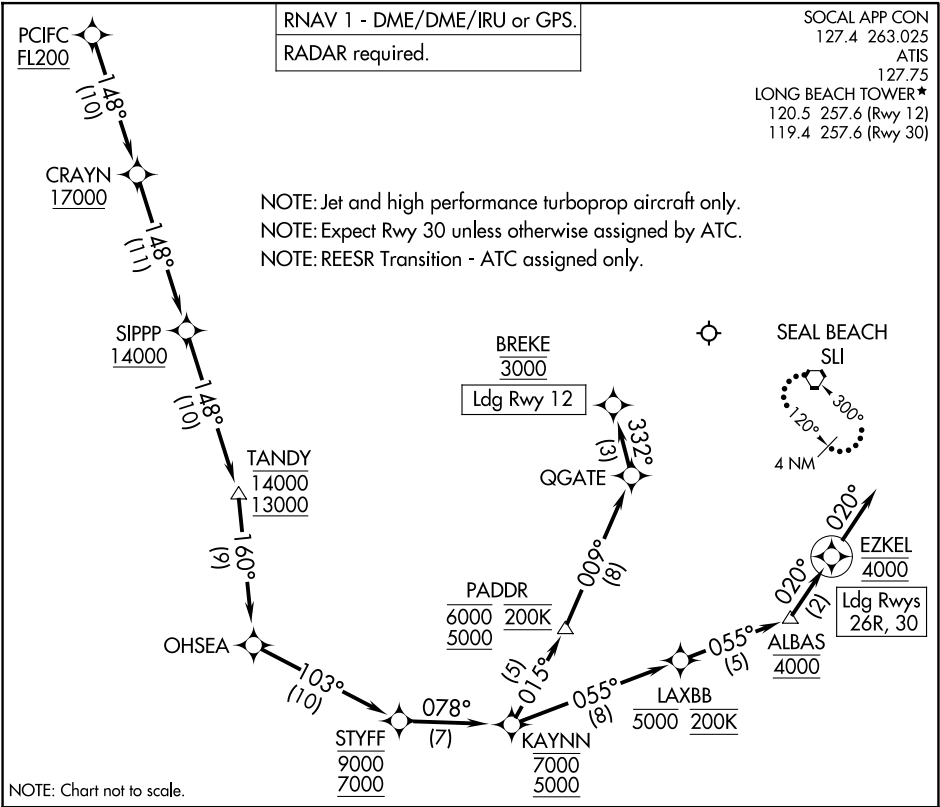 RNAV 1 - DME/DME/IRU or GPS.
RADAR required.
SOCAL APP CON
127.4 263.025
ATIS
127.75
LONG BEACH TOWER★
120.5 257.6 (Rwy 12)
119.4 257.6 (Rwy 30)
PCIFC
FL200
148°
(10)
CRAYN
17000
148°
(11)
NOTE: Jet and high performance turboprop aircraft only.
NOTE: Expect Rwy 30 unless otherwise assigned by ATC.
NOTE: REESR Transition - ATC assigned only.
SIPPP
14000
148°
(10)
TANDY
14000
13000
160°
(9)
OHSEA
103°
(10)
STYFF
9000
7000
078°
(7)
KAYNN
7000
5000
015°
(5)
PADDR
6000 200K
5000
009°
(8)
QGATE
332°
(3)
BREKE
3000
Ldg Rwy 12
055°
(8)
LAXBB
5000 200K
055°
(5)
ALBAS
4000
020°
(2)
EZKEL
4000
Ldg Rwys
26R, 30
020°
SEAL BEACH
SLI
300°
120°
4 NM
NOTE: Chart not to scale.